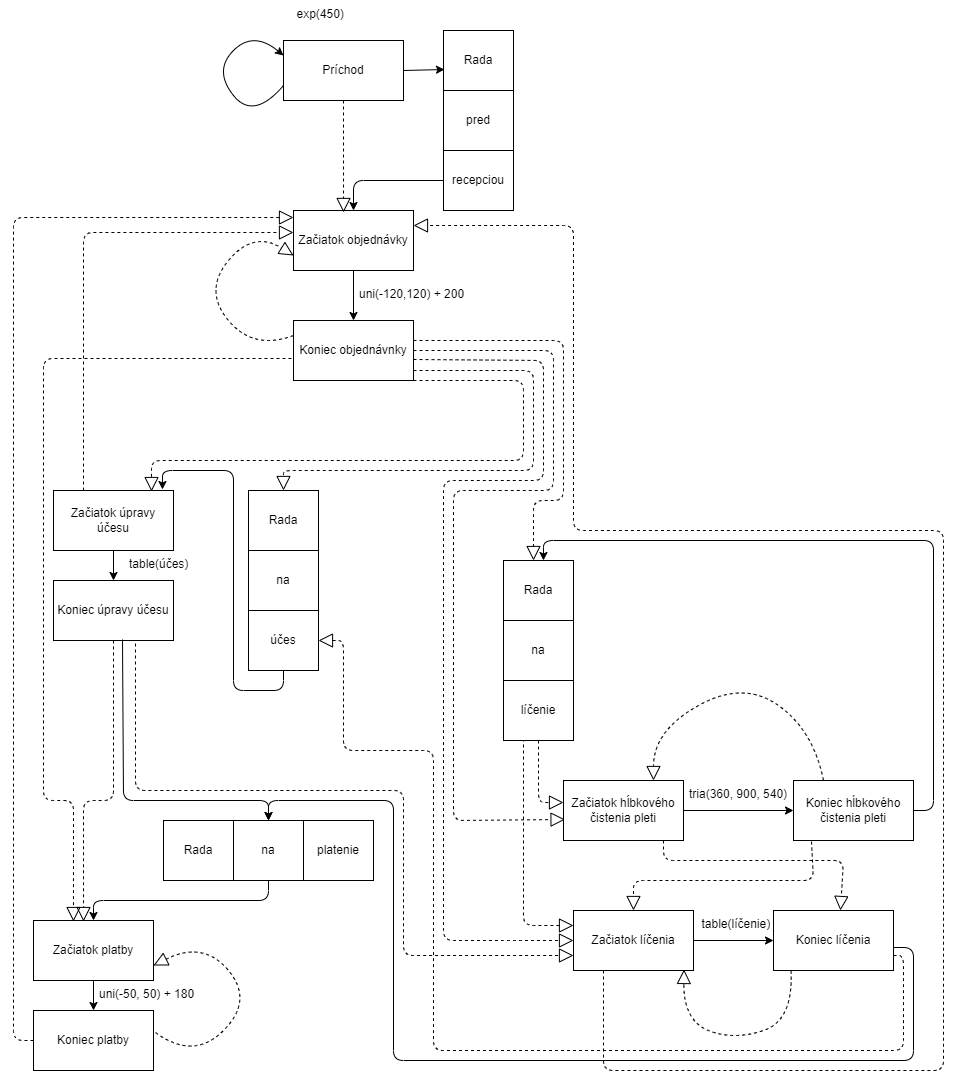 exp(450)
Príchod
Rada
pred
recepciou
Začiatok objednávky
uni(-120,120) + 200
Koniec objednávnky
Začiatok úpravy
účesu
table(účes)
Koniec úpravy účesu
Rada
na
účes
Rada
na
líčenie
Začiatok hĺbkového
čistenia pleti
tria(360, 900, 540)
Koniec hĺbkového
čistenia pleti
Rada
na
platenie
Začiatok platby
uni(-50, 50) + 180
Koniec platby
Začiatok líčenia
table(líčenie)
Koniec líčenia